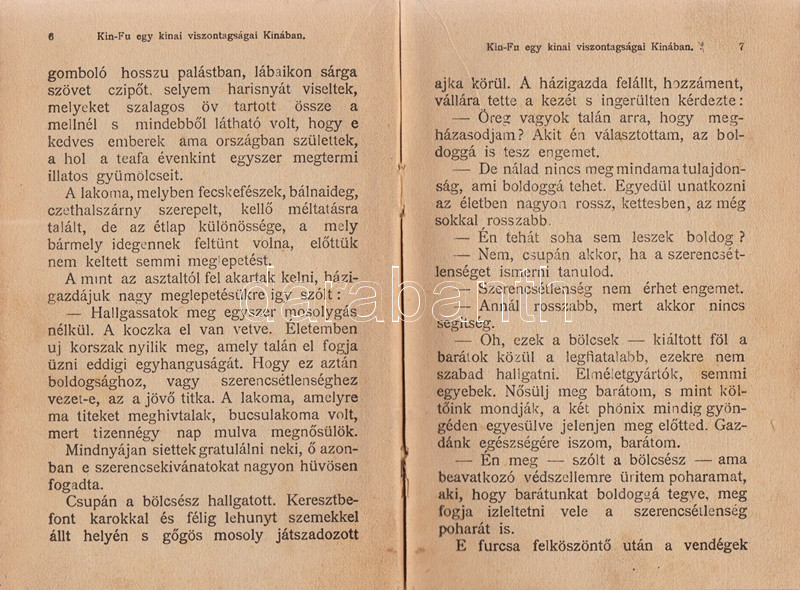 6 Kin-Fu egy kinai viszontagságai Kinában.
gomboló hosszu palástban, lábaikon sárga
szövet czipőt. selyem harisnyát viseltek,
melyeket szalagos öv tartott össze a
mellnél s mindebből látható volt, hogy e
kedves emberek ama országban születtek,
a hol a teafa évenkint egyszer megtermi
illatos gyümölcseit.
A lakoma, melyben fecskefészek, bálnaideg,
czethalszárny szerepelt, kellő méltatásra
talált, de az étlap különössége, a mely
bármely idegennek feltünt volna, előttük
nem keltett semmi meglepetést.
A mint az asztaltól fel akartak kelni, házi-
gazdájuk nagy meglepetésükre igy szólt:
— Hallgassatok meg egyszer mosolygás
nélkül. A koczka el van vetve. Életemben
uj korszak nyilik meg, amely talán el fogja
üzni eddigi egyhanguságát. Hogy ez aztán
boldogsághoz, vagy szerencsétlenséghez
vezet-e, az a jövő titka. A lakoma, amelyre
ma titeket meghivtalak, bucsulakoma volt,
mert tizennégy nap mulva megnősülök.
Mindnyájan siettek gratulálni neki, ő azon-
ban e szerencsekivánatokat nagyon hüvösen
fogadta.
Csupán a bölcsész hallgatott. Keresztbe-
font karokkal és félig lehunyt szemekkel
állt helyén s gőgös mosoly játszadozott
Kin-Fu egy kinai viszontagságai Kinában. 7
ajka körül. A házigazda felállt, hozzáment,
vállára tette a kezét s ingerülten kérdezte:
— Öreg vagyok talán arra, hogy meg-
házasodjam? Akit én választottam, az bol-
doggá is tesz engemet.
— De nálad nincs meg mindama tulajdon-
ság, ami boldoggá tehet. Egyedül unatkozni
az életben nagyon rossz, kettesben, az még
sokkal rosszabb.
— Én tehát soha sem leszek boldog?
— Nem, csupán akkor, ha a szerencsét-
lenséget ismerni tanulod.
— Szerencsétlenség nem érhet engemet.
— Annál rosszabb, mert akkor nincs
segitség.
— Oh, ezek a bölcsek — kiáltott föl a
barátok közül a legfiatalabb, ezekre nem
szabad hallgatni. Elméletgyártók, semmi
egyebek. Nősülj meg barátom, s mint köl-
tőink mondják, a két phönix mindig gyön-
géden egyesülve jelenjen meg előtted. Gaz-
dánk egészségére iszom, barátom.
— Én meg — szólt a bölcsész — ama
beavatkozó védszellemre üritem poharamat,
aki, hogy barátunkat boldoggá tegye, meg
fogja izleltetni vele a szerencsétlenség
poharát is.
E furcsa felköszöntő után a vendégek